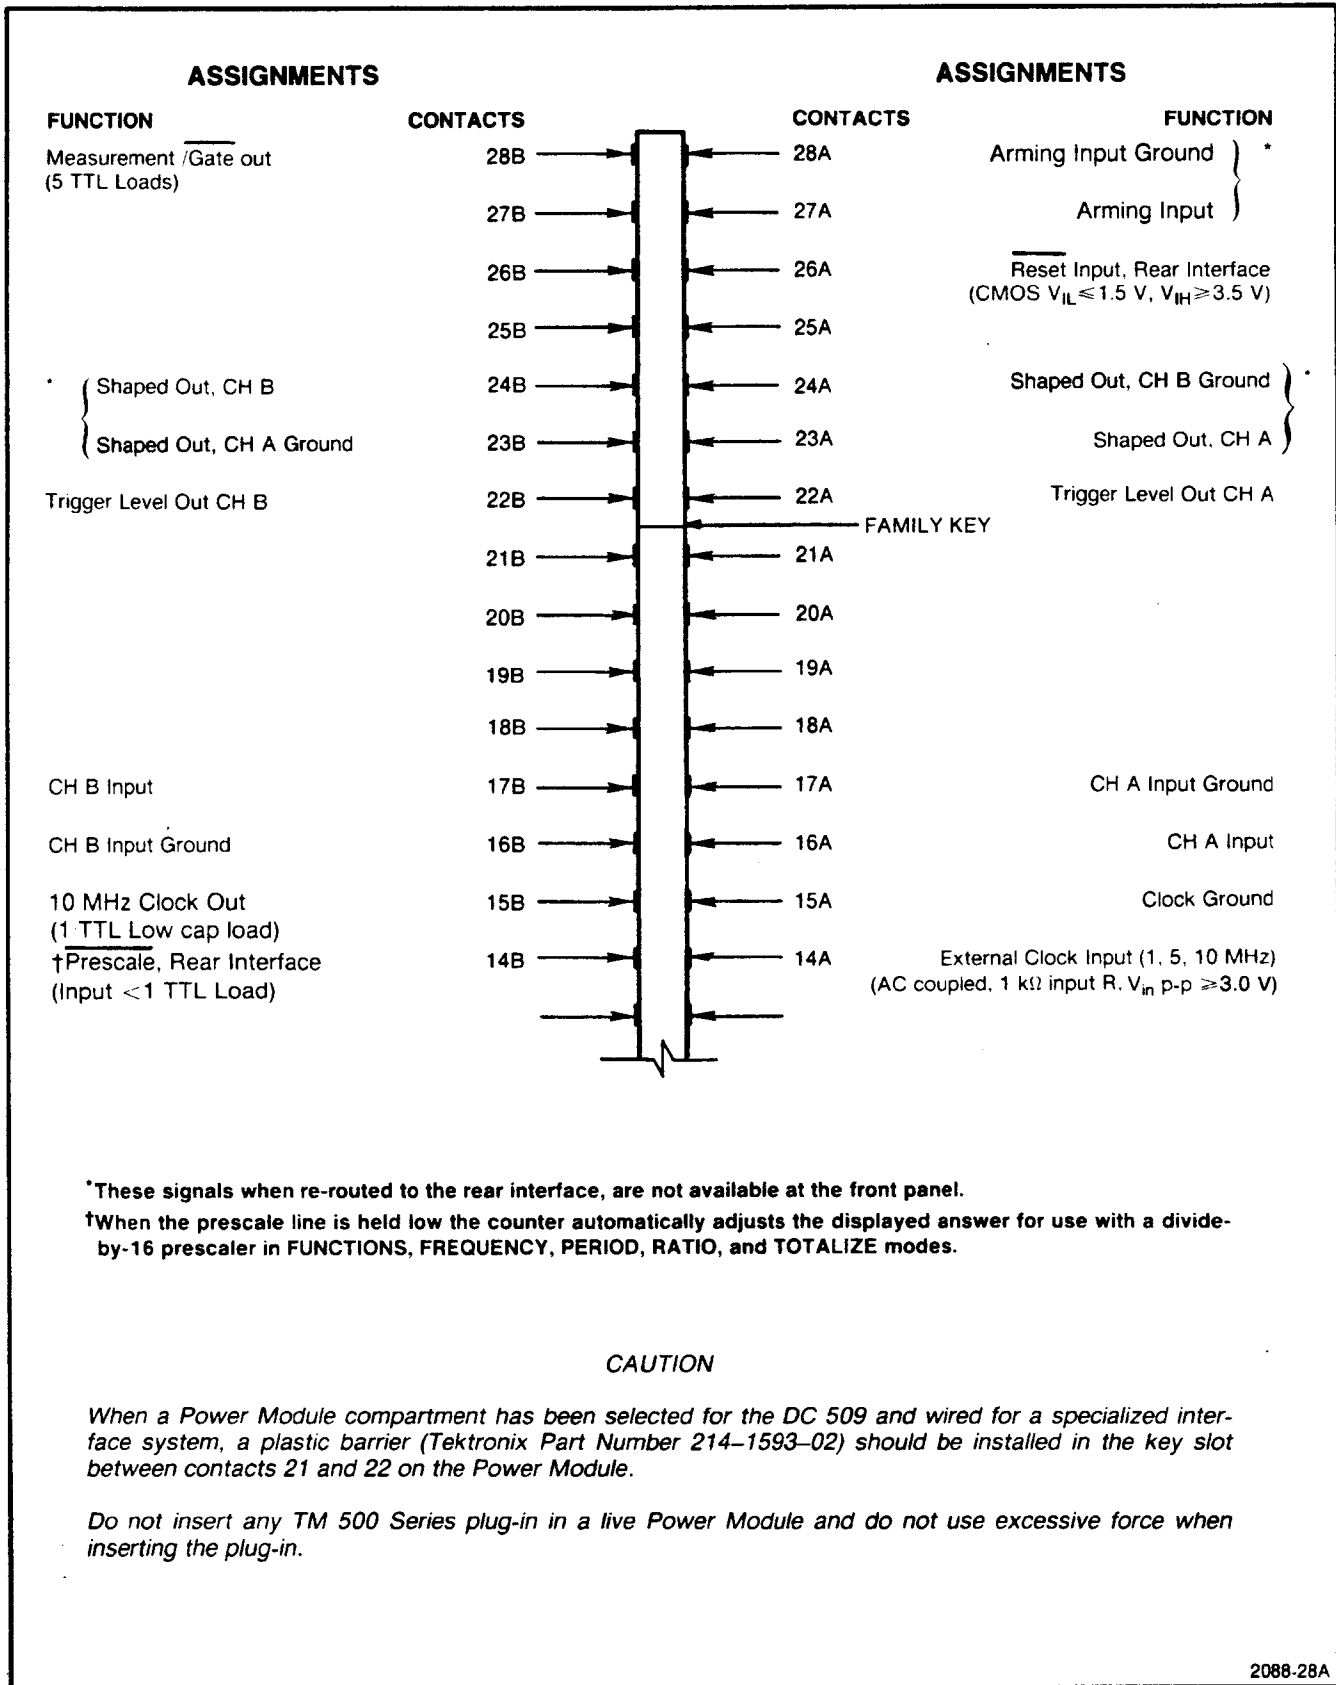 ASSIGNMENTS ASSIGNMENTS
FUNCTION CONTACTS CONTACTS FUNCTION
Measurement /Gate out 28B 28A Arming Input Ground *
(5 TTL Loads)
27B 27A Arming Input
26B 26A Reset Input, Rear Interface
(CMOS VIL≤1.5 V, VIH≥3.5 V)
25B 25A
* Shaped Out, CH B 24B 24A Shaped Out, CH B Ground *
Shaped Out, CH A Ground 23B 23A Shaped Out, CH A
Trigger Level Out CH B 22B 22A Trigger Level Out CH A
FAMILY KEY
21B 21A
20B 20A
19B 19A
18B 18A
CH B Input 17B 17A CH A Input Ground
CH B Input Ground 16B 16A CH A Input
10 MHz Clock Out 15B 15A Clock Ground
(1 TTL Low cap load)
†Prescale, Rear Interface 14B 14A External Clock Input (1, 5, 10 MHz)
(Input <1 TTL Load) (AC coupled, 1 kΩ input R, Vin p-p ≥3.0 V)
*These signals when re-routed to the rear interface, are not available at the front panel.
†When the prescale line is held low the counter automatically adjusts the displayed answer for use with a divide-
by-16 prescaler in FUNCTIONS, FREQUENCY, PERIOD, RATIO, and TOTALIZE modes.
CAUTION
When a Power Module compartment has been selected for the DC 509 and wired for a specialized inter-
face system, a plastic barrier (Tektronix Part Number 214–1593–02) should be installed in the key slot
between contacts 21 and 22 on the Power Module.
Do not insert any TM 500 Series plug-in in a live Power Module and do not use excessive force when
inserting the plug-in.
2088-28A